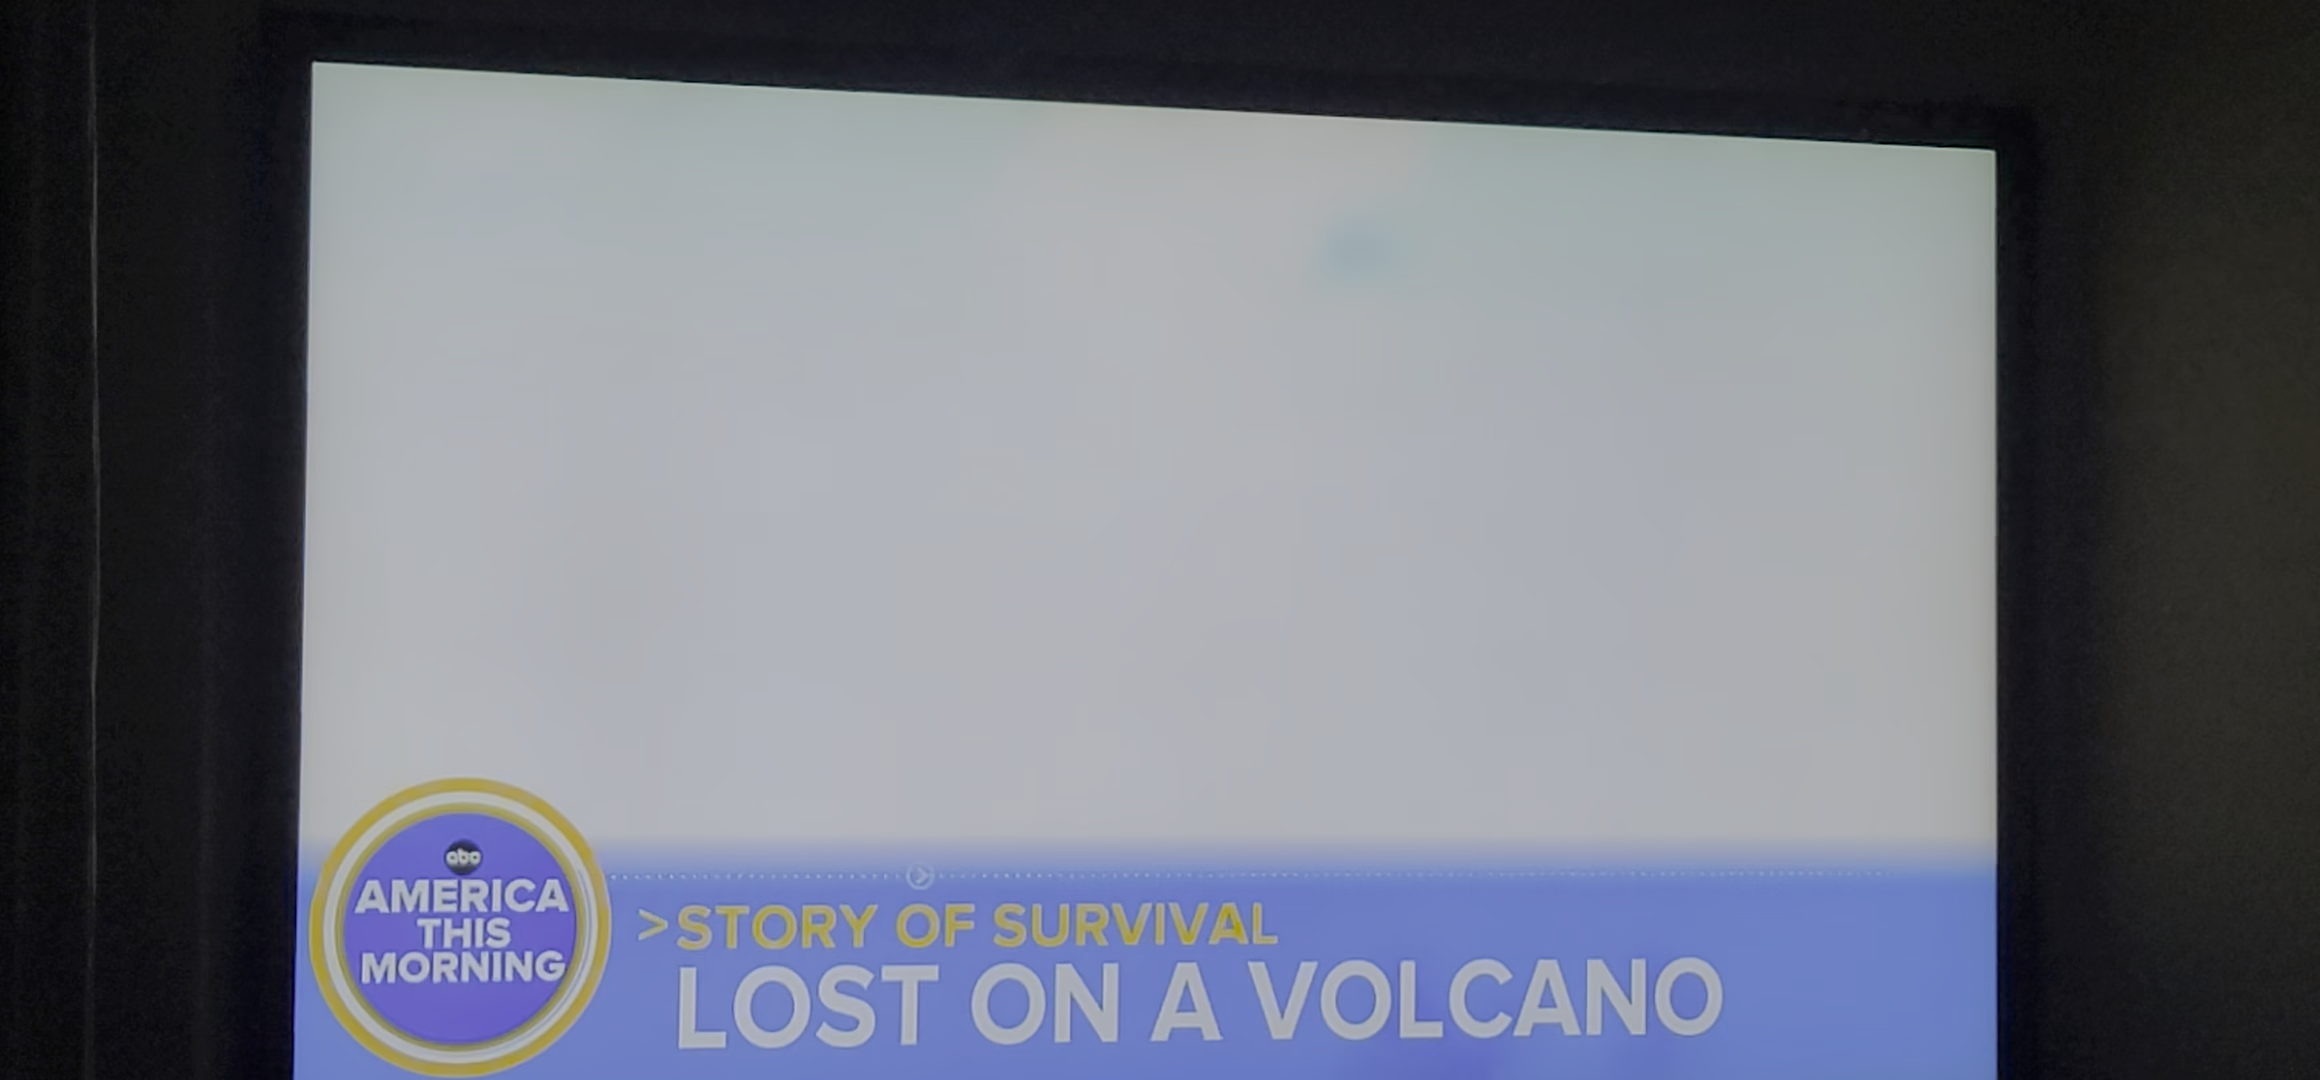 abc
AMERICA
THIS
MORNING
>STORY OF SURVIVAL
LOST ON A VOLCANO